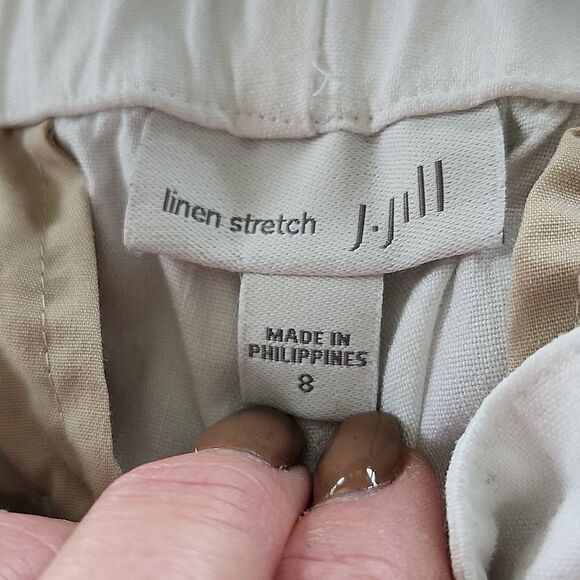 linen stretch J.Jill
MADE IN
PHILIPPINES
8